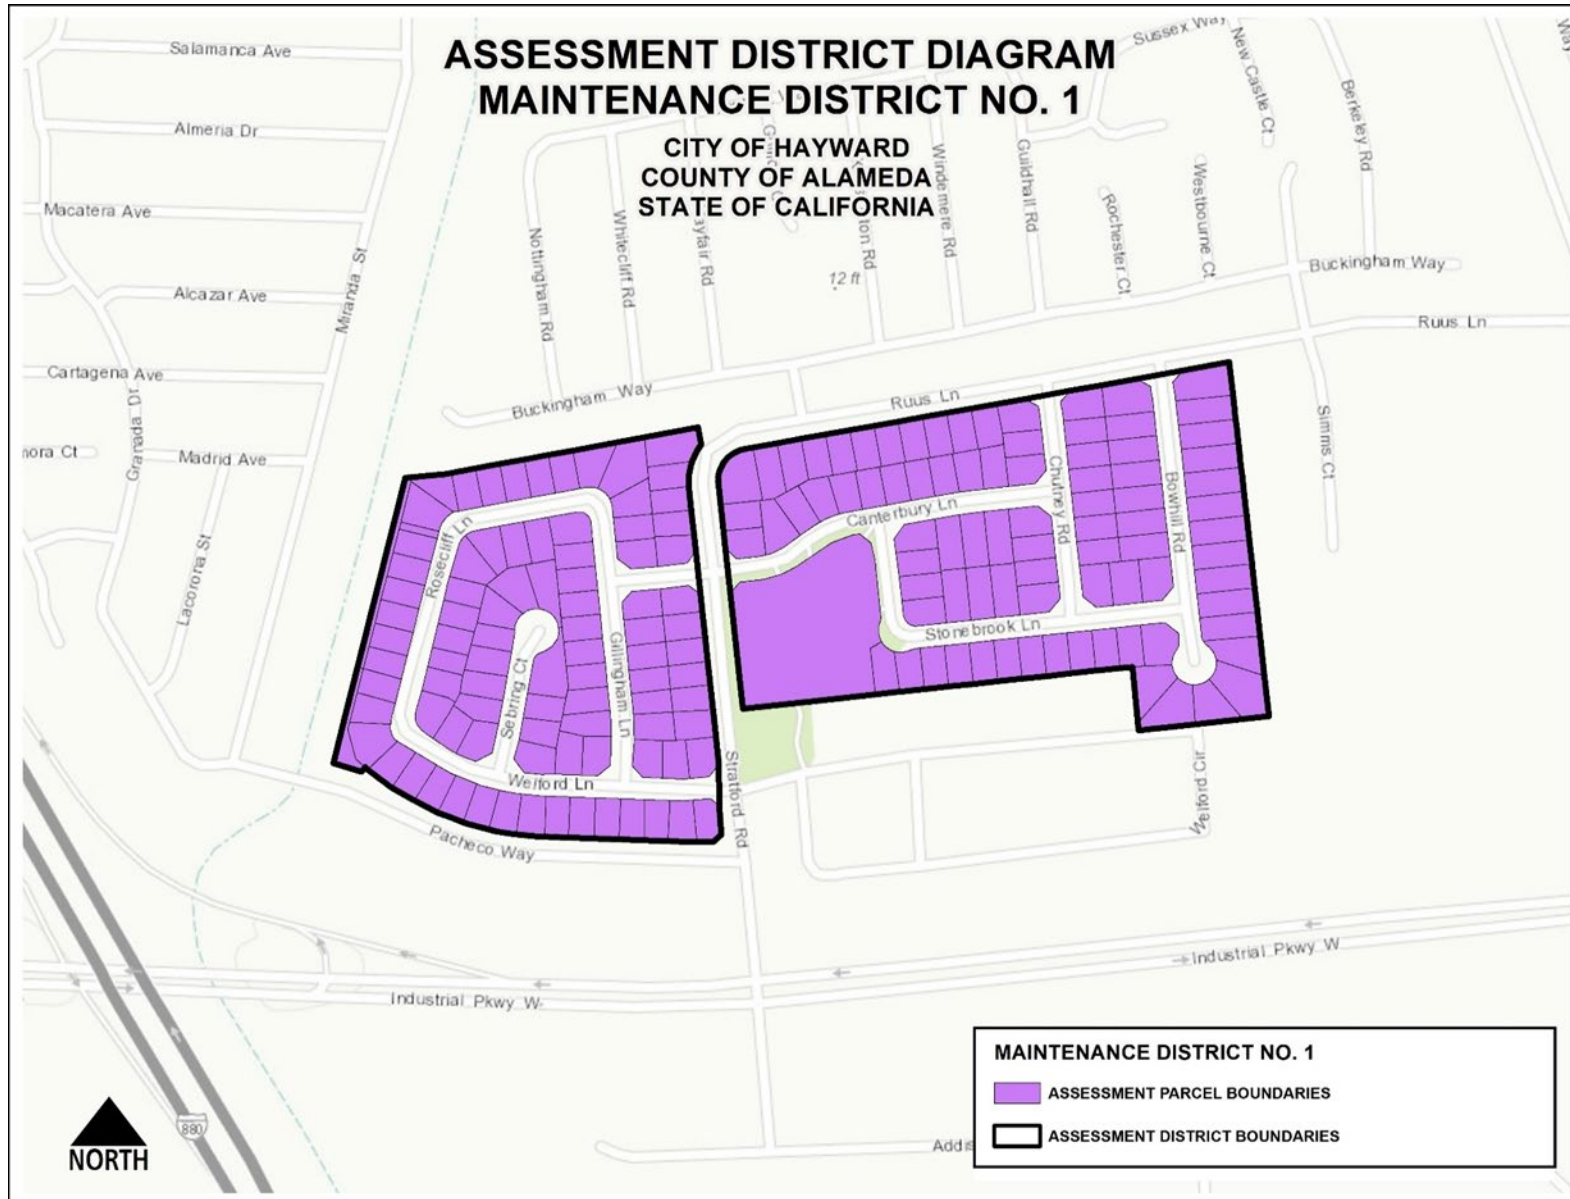 ASSESSMENT DISTRICT DIAGRAM
MAINTENANCE DISTRICT NO. 1
CITY OF HAYWARD
COUNTY OF ALAMEDA
STATE OF CALIFORNIA
Salamanca Ave
Almeria Dr
Macatera Ave
Alcazar Ave
Cartagena Ave
Miranda St
Granada Dr
Madrid Ave
Lacorona St
Sussex Way
New Castle Ct
Berkeley Rd
Way
Nottingham Rd
Whitecliff Rd
Windemere Rd
Guildhall Rd
Rochester Ct
Westbourne Ct
12 ft
Buckingham Way
Buckingham Way
Ruus Ln
Ruus Ln
Simms Ct
Rosecliff Ln
Sebring Ct
Gillingham Ln
Welford Ln
Canterbury Ln
Chutney Rd
Bowhill Rd
Stonebrook Ln
Stratford Rd
Pacheco Way
Walford Cir
Industrial Pkwy W
Industrial Pkwy W
880
NORTH
MAINTENANCE DISTRICT NO. 1
ASSESSMENT PARCEL BOUNDARIES
ASSESSMENT DISTRICT BOUNDARIES